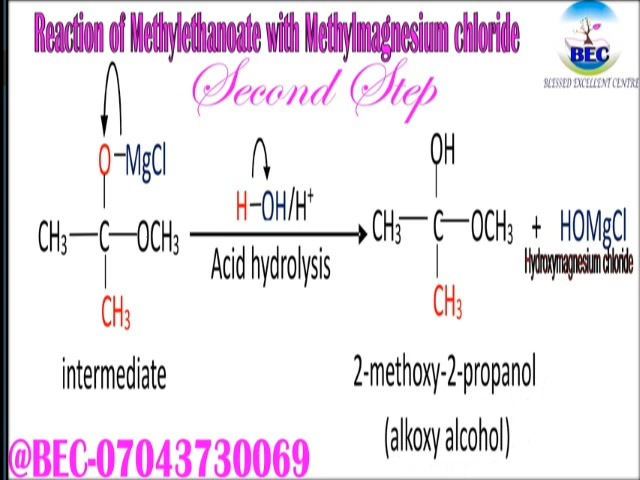 Reaction of Methylethanoate with Methylmagnesium chloride
BEC
BLESSED EXCELLENT CENTRE
Second Step
O–MgCl
CH₃—C—OCH₃
CH₃
intermediate
H–OH/H⁺
Acid hydrolysis
OH
CH₃—C—OCH₃ + HOMgCl
Hydroxymagnesium chloride
CH₃
2-methoxy-2-propanol
(alkoxy alcohol)
@BEC-07043730069